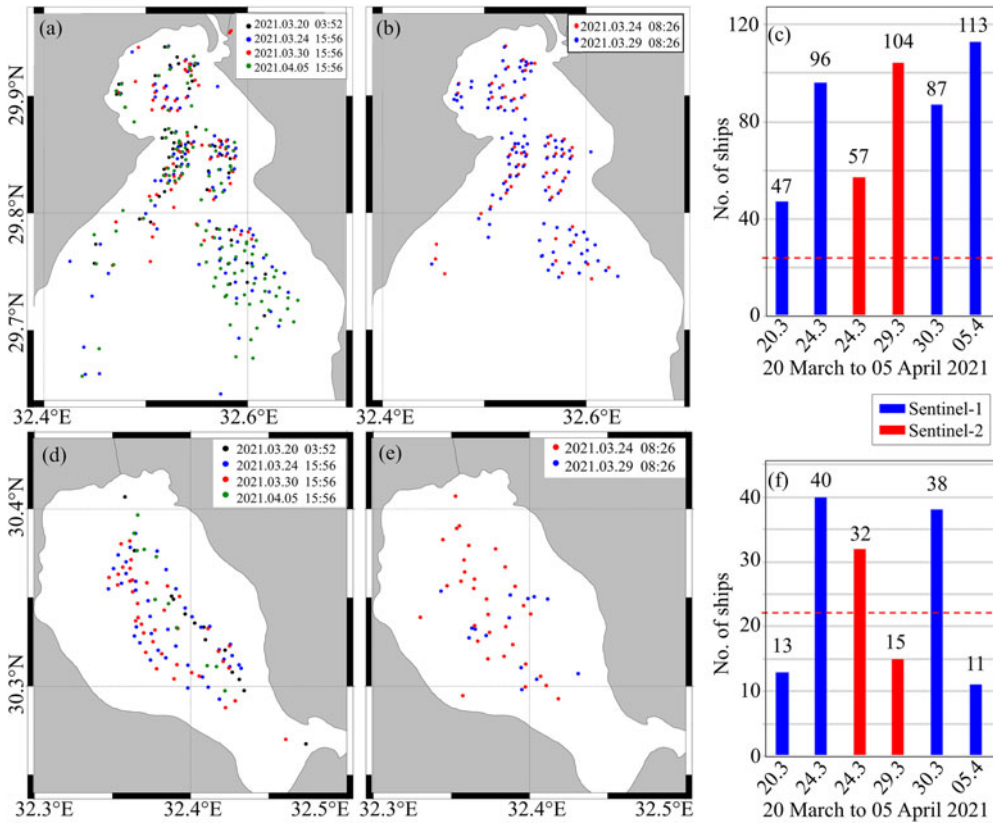 (a)
2021.03.20 03:52
2021.03.24 15:56
2021.03.30 15:56
2021.04.05 15:56
29.9°N
29.8°N
29.7°N
32.4°E
32.6°E
(b)
2021.03.24 08:26
2021.03.29 08:26
32.4°E
32.6°E
(c)
No. of ships
120
80
40
0
47
96
57
104
87
113
20.3
24.3
24.3
29.3
30.3
05.4
20 March to 05 April 2021
Sentinel-1
Sentinel-2
(d)
2021.03.20 03:52
2021.03.24 15:56
2021.03.30 15:56
2021.04.05 15:56
30.4°N
30.3°N
32.3°E
32.4°E
32.5°E
(e)
2021.03.24 08:26
2021.03.29 08:26
32.3°E
32.4°E
32.5°E
(f)
No. of ships
40
30
20
10
0
13
40
32
15
38
11
20.3
24.3
24.3
29.3
30.3
05.4
20 March to 05 April 2021